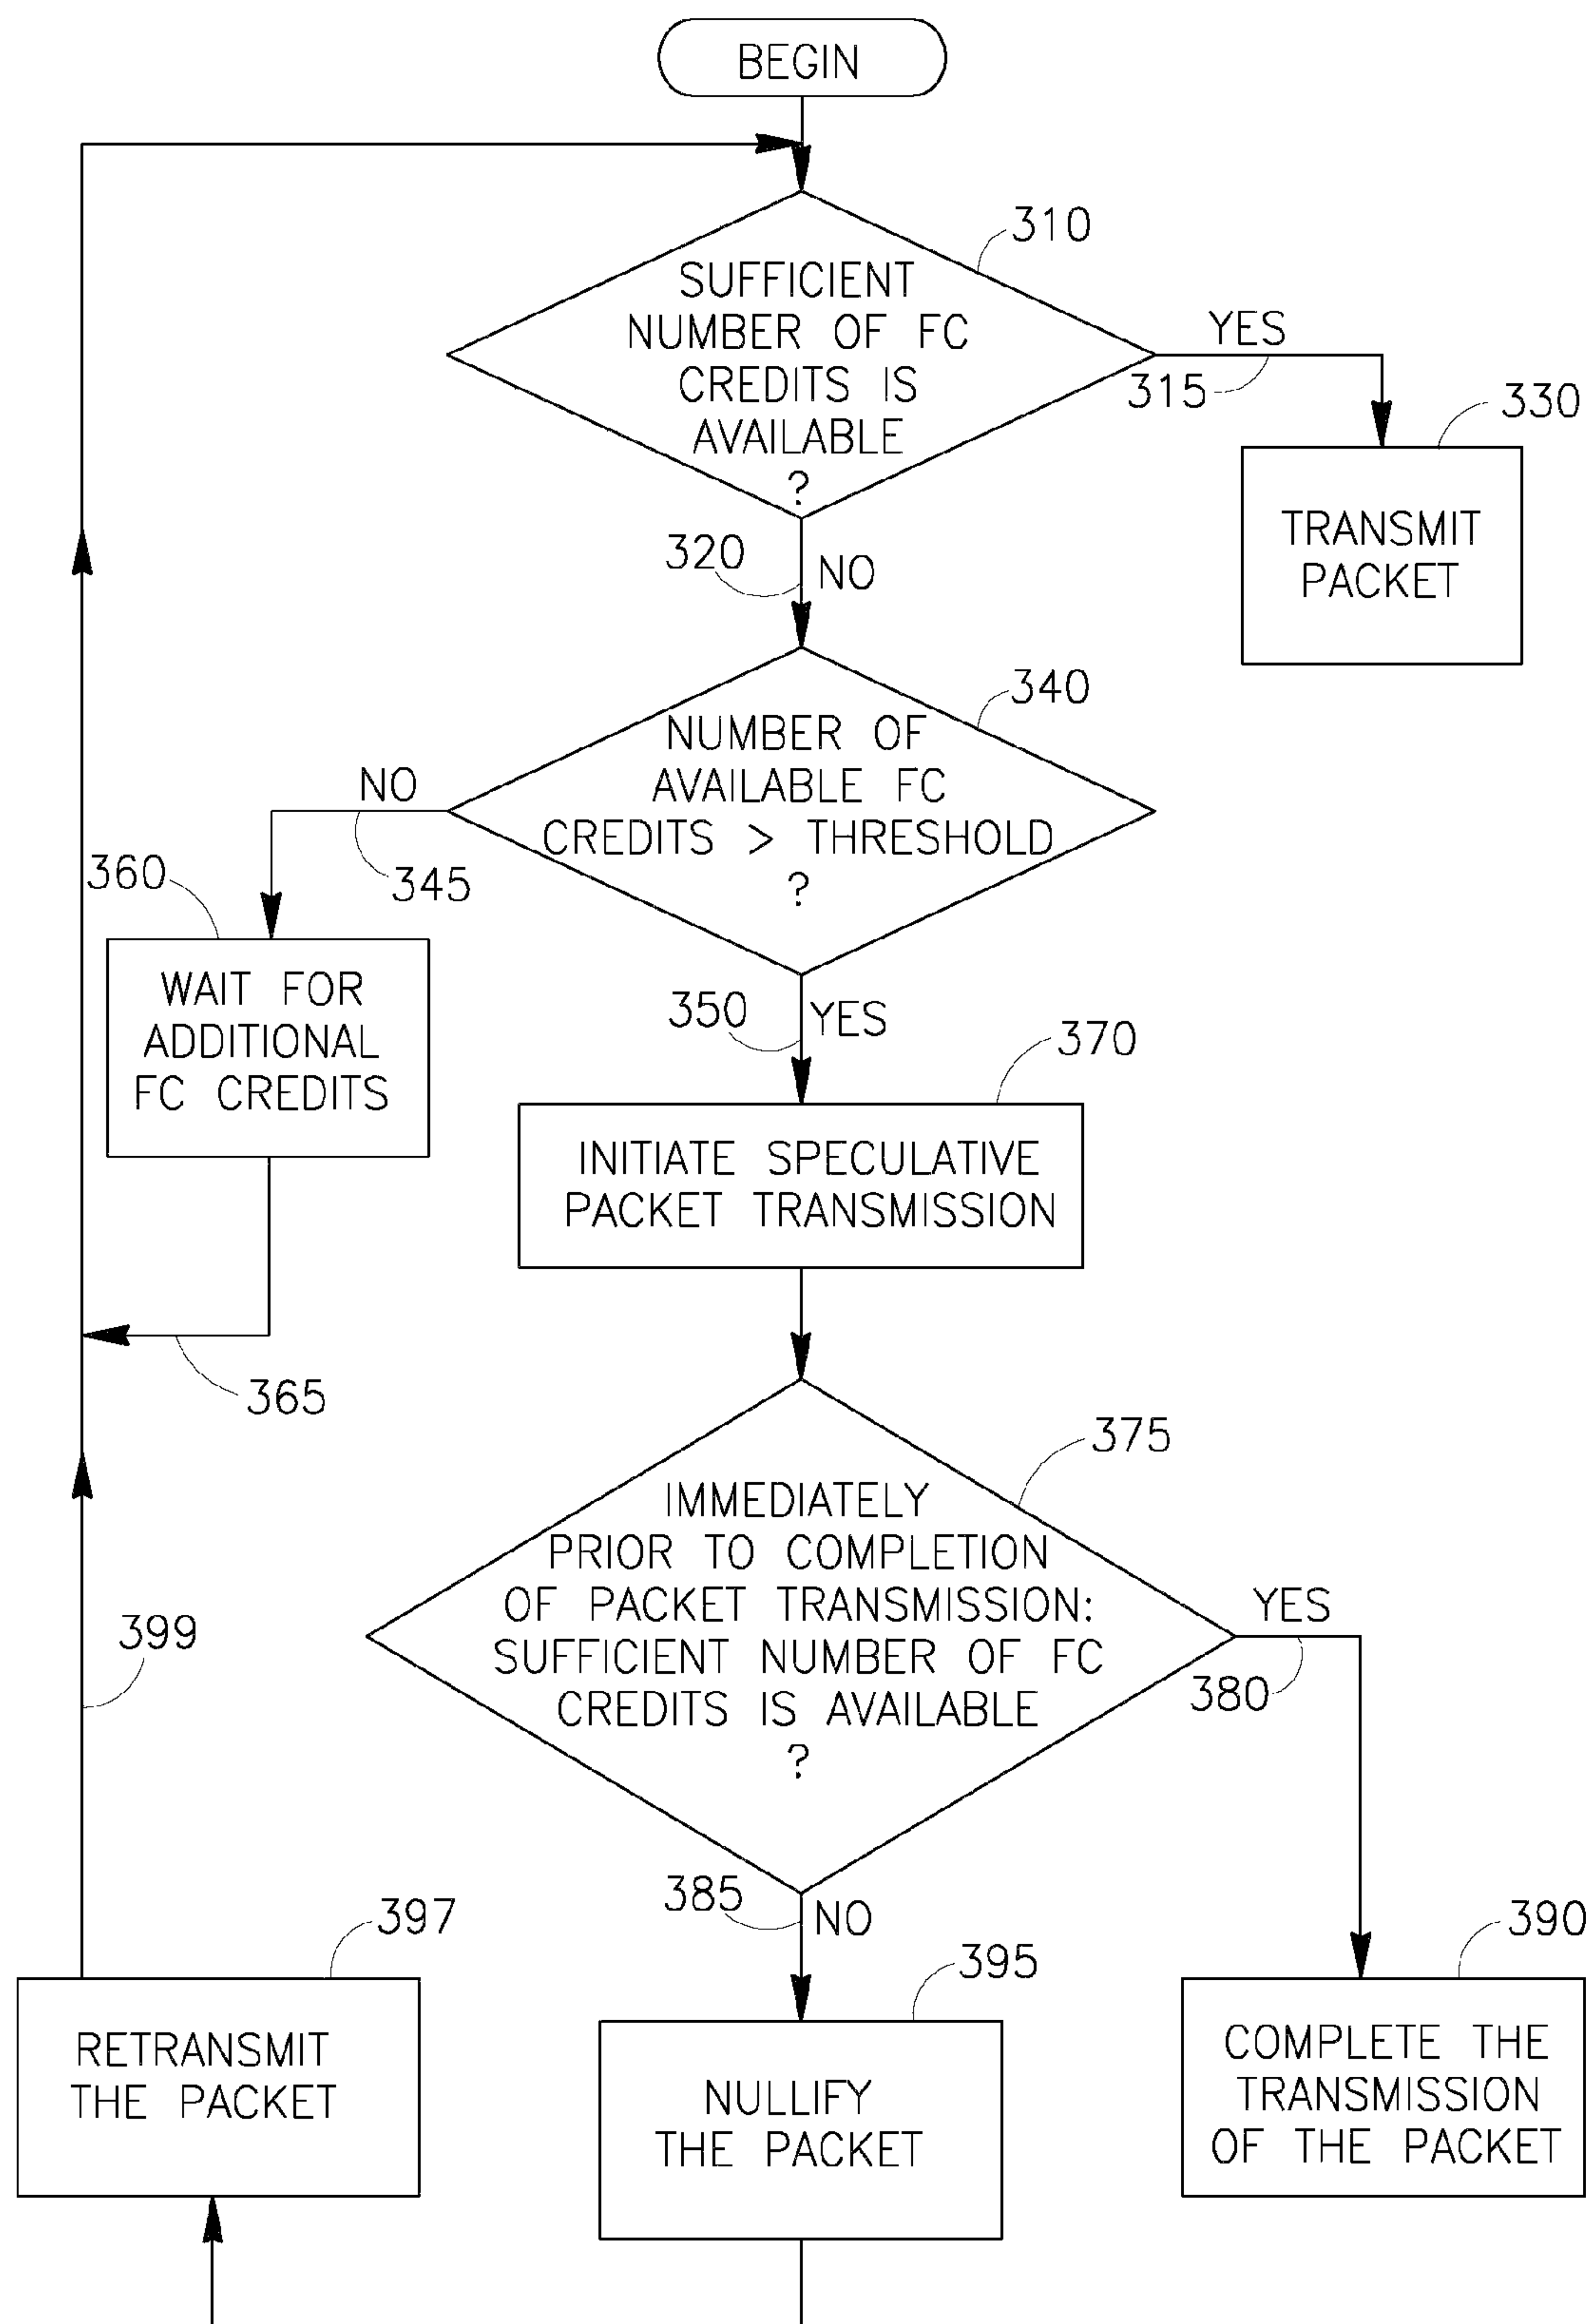 BEGIN
310
SUFFICIENT
NUMBER OF FC
CREDITS IS
AVAILABLE
?
YES
315
330
TRANSMIT
PACKET
320
NO
340
NUMBER OF
AVAILABLE FC
CREDITS > THRESHOLD
?
NO
345
360
WAIT FOR
ADDITIONAL
FC CREDITS
365
350
YES
370
INITIATE SPECULATIVE
PACKET TRANSMISSION
375
IMMEDIATELY
PRIOR TO COMPLETION
OF PACKET TRANSMISSION:
SUFFICIENT NUMBER OF FC
CREDITS IS AVAILABLE
?
YES
380
399
385
NO
397
RETRANSMIT
THE PACKET
395
NULLIFY
THE PACKET
390
COMPLETE THE
TRANSMISSION
OF THE PACKET